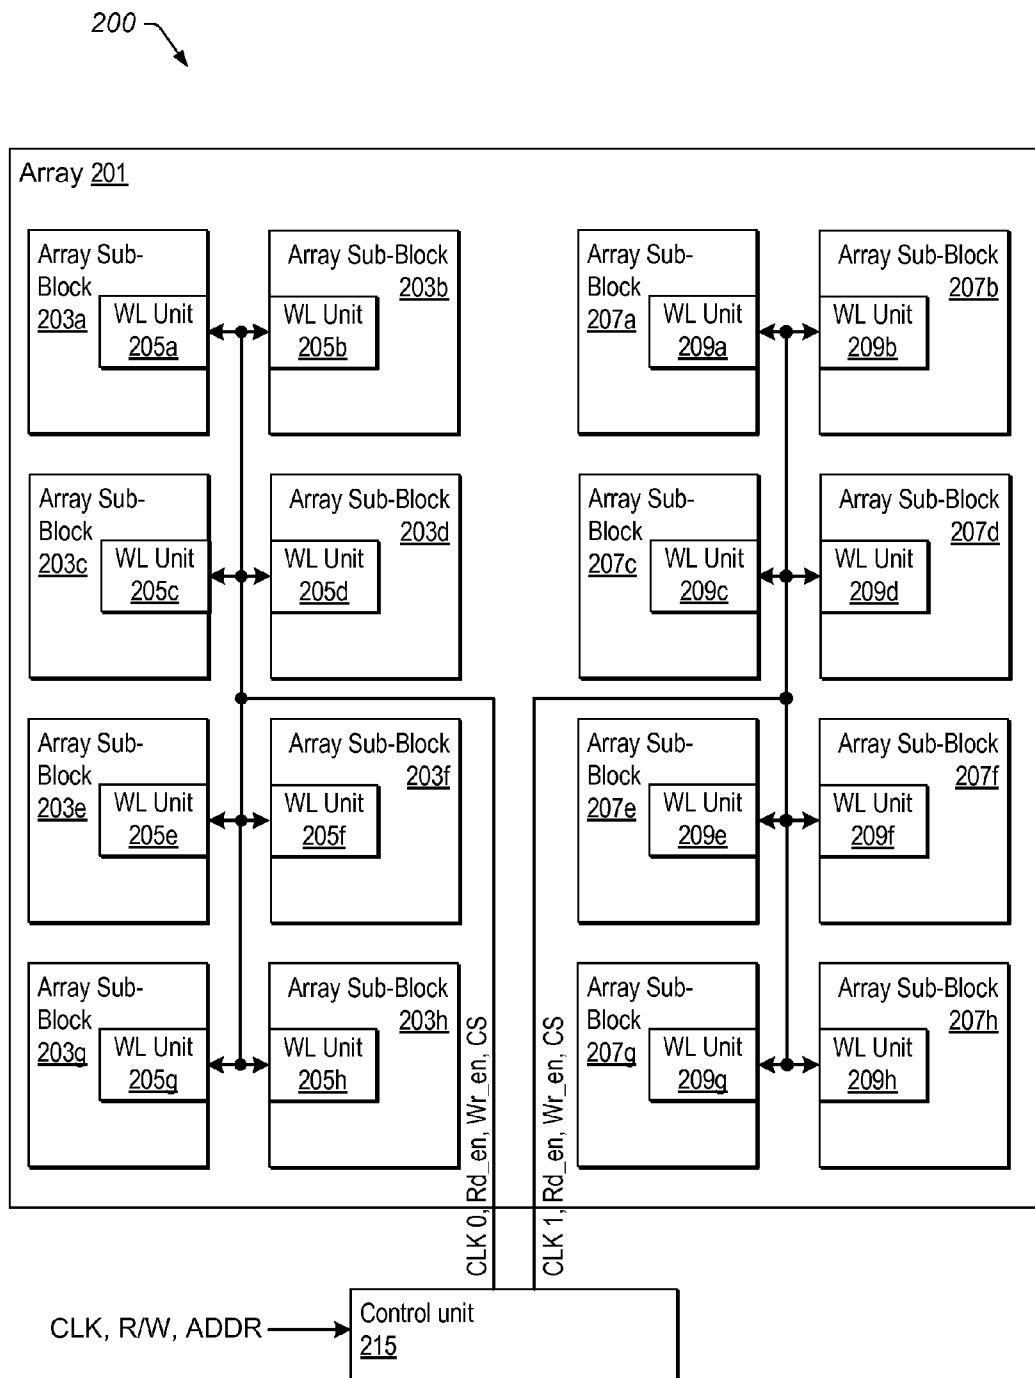 200
Array 201
Array Sub-
Block
203a
WL Unit
205a
Array Sub-Block
203b
WL Unit
205b
Array Sub-
Block
207a
WL Unit
209a
Array Sub-Block
207b
WL Unit
209b
Array Sub-
Block
203c
WL Unit
205c
Array Sub-Block
203d
WL Unit
205d
Array Sub-
Block
207c
WL Unit
209c
Array Sub-Block
207d
WL Unit
209d
Array Sub-
Block
203e
WL Unit
205e
Array Sub-Block
203f
WL Unit
205f
Array Sub-
Block
207e
WL Unit
209e
Array Sub-Block
207f
WL Unit
209f
Array Sub-
Block
203g
WL Unit
205g
Array Sub-Block
203h
WL Unit
205h
Array Sub-
Block
207g
WL Unit
209g
Array Sub-Block
207h
WL Unit
209h
CLK 0, Rd_en, Wr_en, CS
CLK 1, Rd_en, Wr_en, CS
CLK, R/W, ADDR
Control unit
215